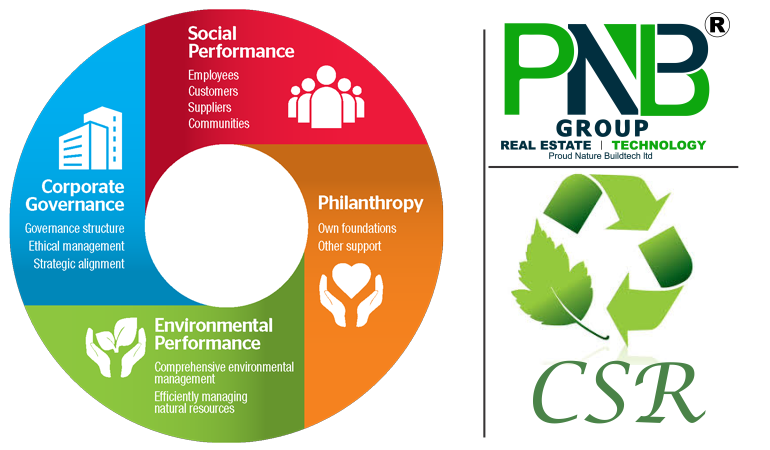 Social
Performance
Employees
Customers
Suppliers
Communities
Corporate
Governance
Governance structure
Ethical management
Strategic alignment
Philanthropy
Own foundations
Other support
Environmental
Performance
Comprehensive environmental
management
Efficiently managing
natural resources
PNB®
GROUP
REAL ESTATE | TECHNOLOGY
Proud Nature Buildtech ltd
CSR